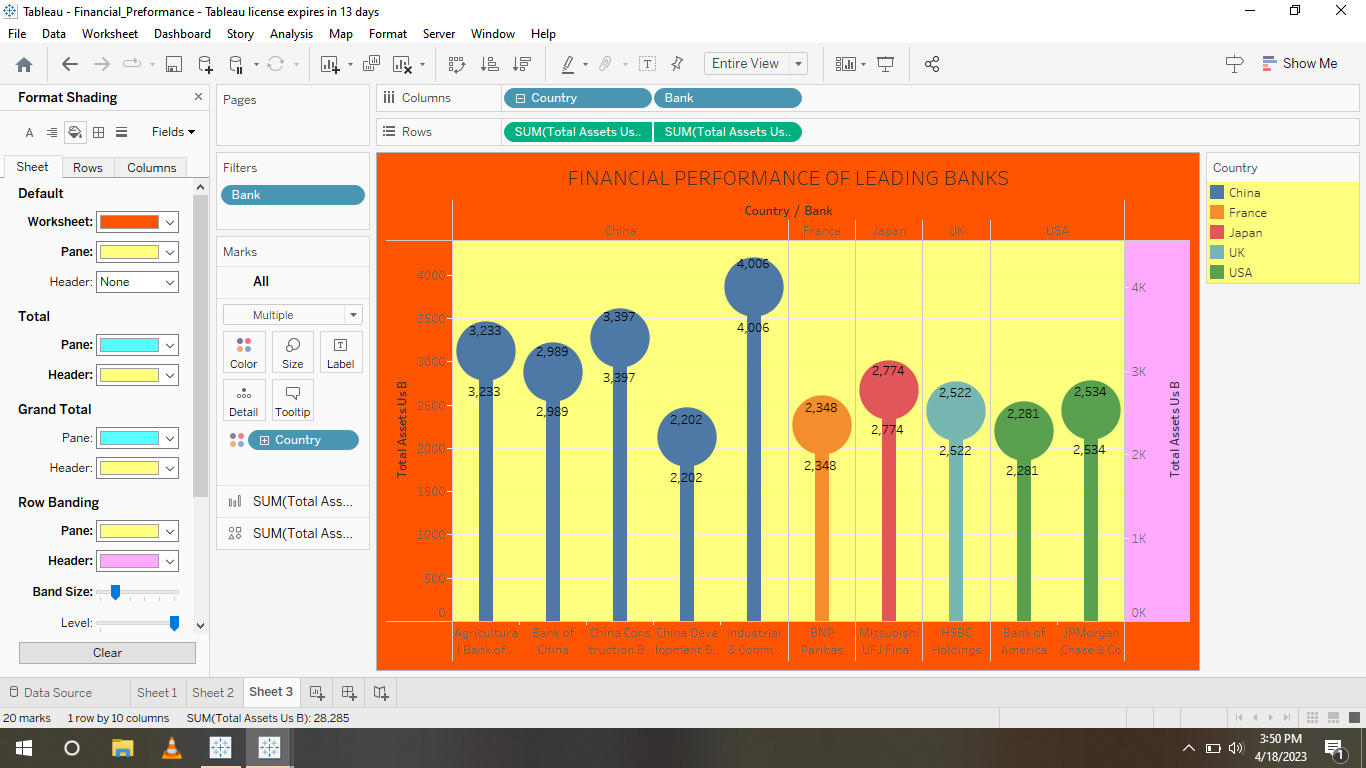 Tableau - Financial_Preformance - Tableau license expires in 13 days
File Data Worksheet Dashboard Story Analysis Map Format Server Window Help
Entire View
Show Me
Format Shading
Fields
Sheet Rows Columns
Default
Worksheet:
Pane:
Header: None
Total
Pane:
Header:
Grand Total
Pane:
Header:
Row Banding
Pane:
Header:
Band Size:
Level:
Clear
Pages
Filters
Bank
Marks
All
Multiple
Color Size Label
Detail Tooltip
Country
SUM(Total Ass...
SUM(Total Ass...
Columns Country Bank
Rows SUM(Total Assets Us.. SUM(Total Assets Us..
FINANCIAL PERFORMANCE OF LEADING BANKS
Country / Bank
China France Japan UK USA
Total Assets Us B
4000
3500
3000
2500
2000
1500
1000
500
0
3,233
3,233
2,989
2,989
3,397
3,397
2,202
2,202
4,006
4,006
2,348
2,348
2,774
2,774
2,522
2,522
2,281
2,281
2,534
2,534
4K
3K
2K
1K
0K
Total Assets Us B
Agricultura
l Bank of ..
Bank of
China
China Cons
truction B..
China Deve
lopment B..
Industrial
& Comm...
BNP
Paribas
Mitsubishi
UFJ Fina..
HSBC
Holdings
Bank of
America
JPMorgan
Chase & Co
Country
China
France
Japan
UK
USA
Data Source Sheet 1 Sheet 2 Sheet 3
20 marks 1 row by 10 columns SUM(Total Assets Us B): 28,285
3:50 PM
4/18/2023
1